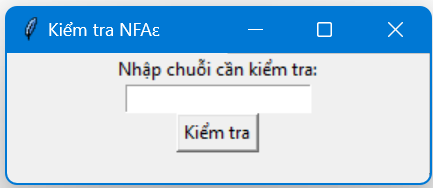 Kiểm tra NFAε
Nhập chuỗi cần kiểm tra:
Kiểm tra